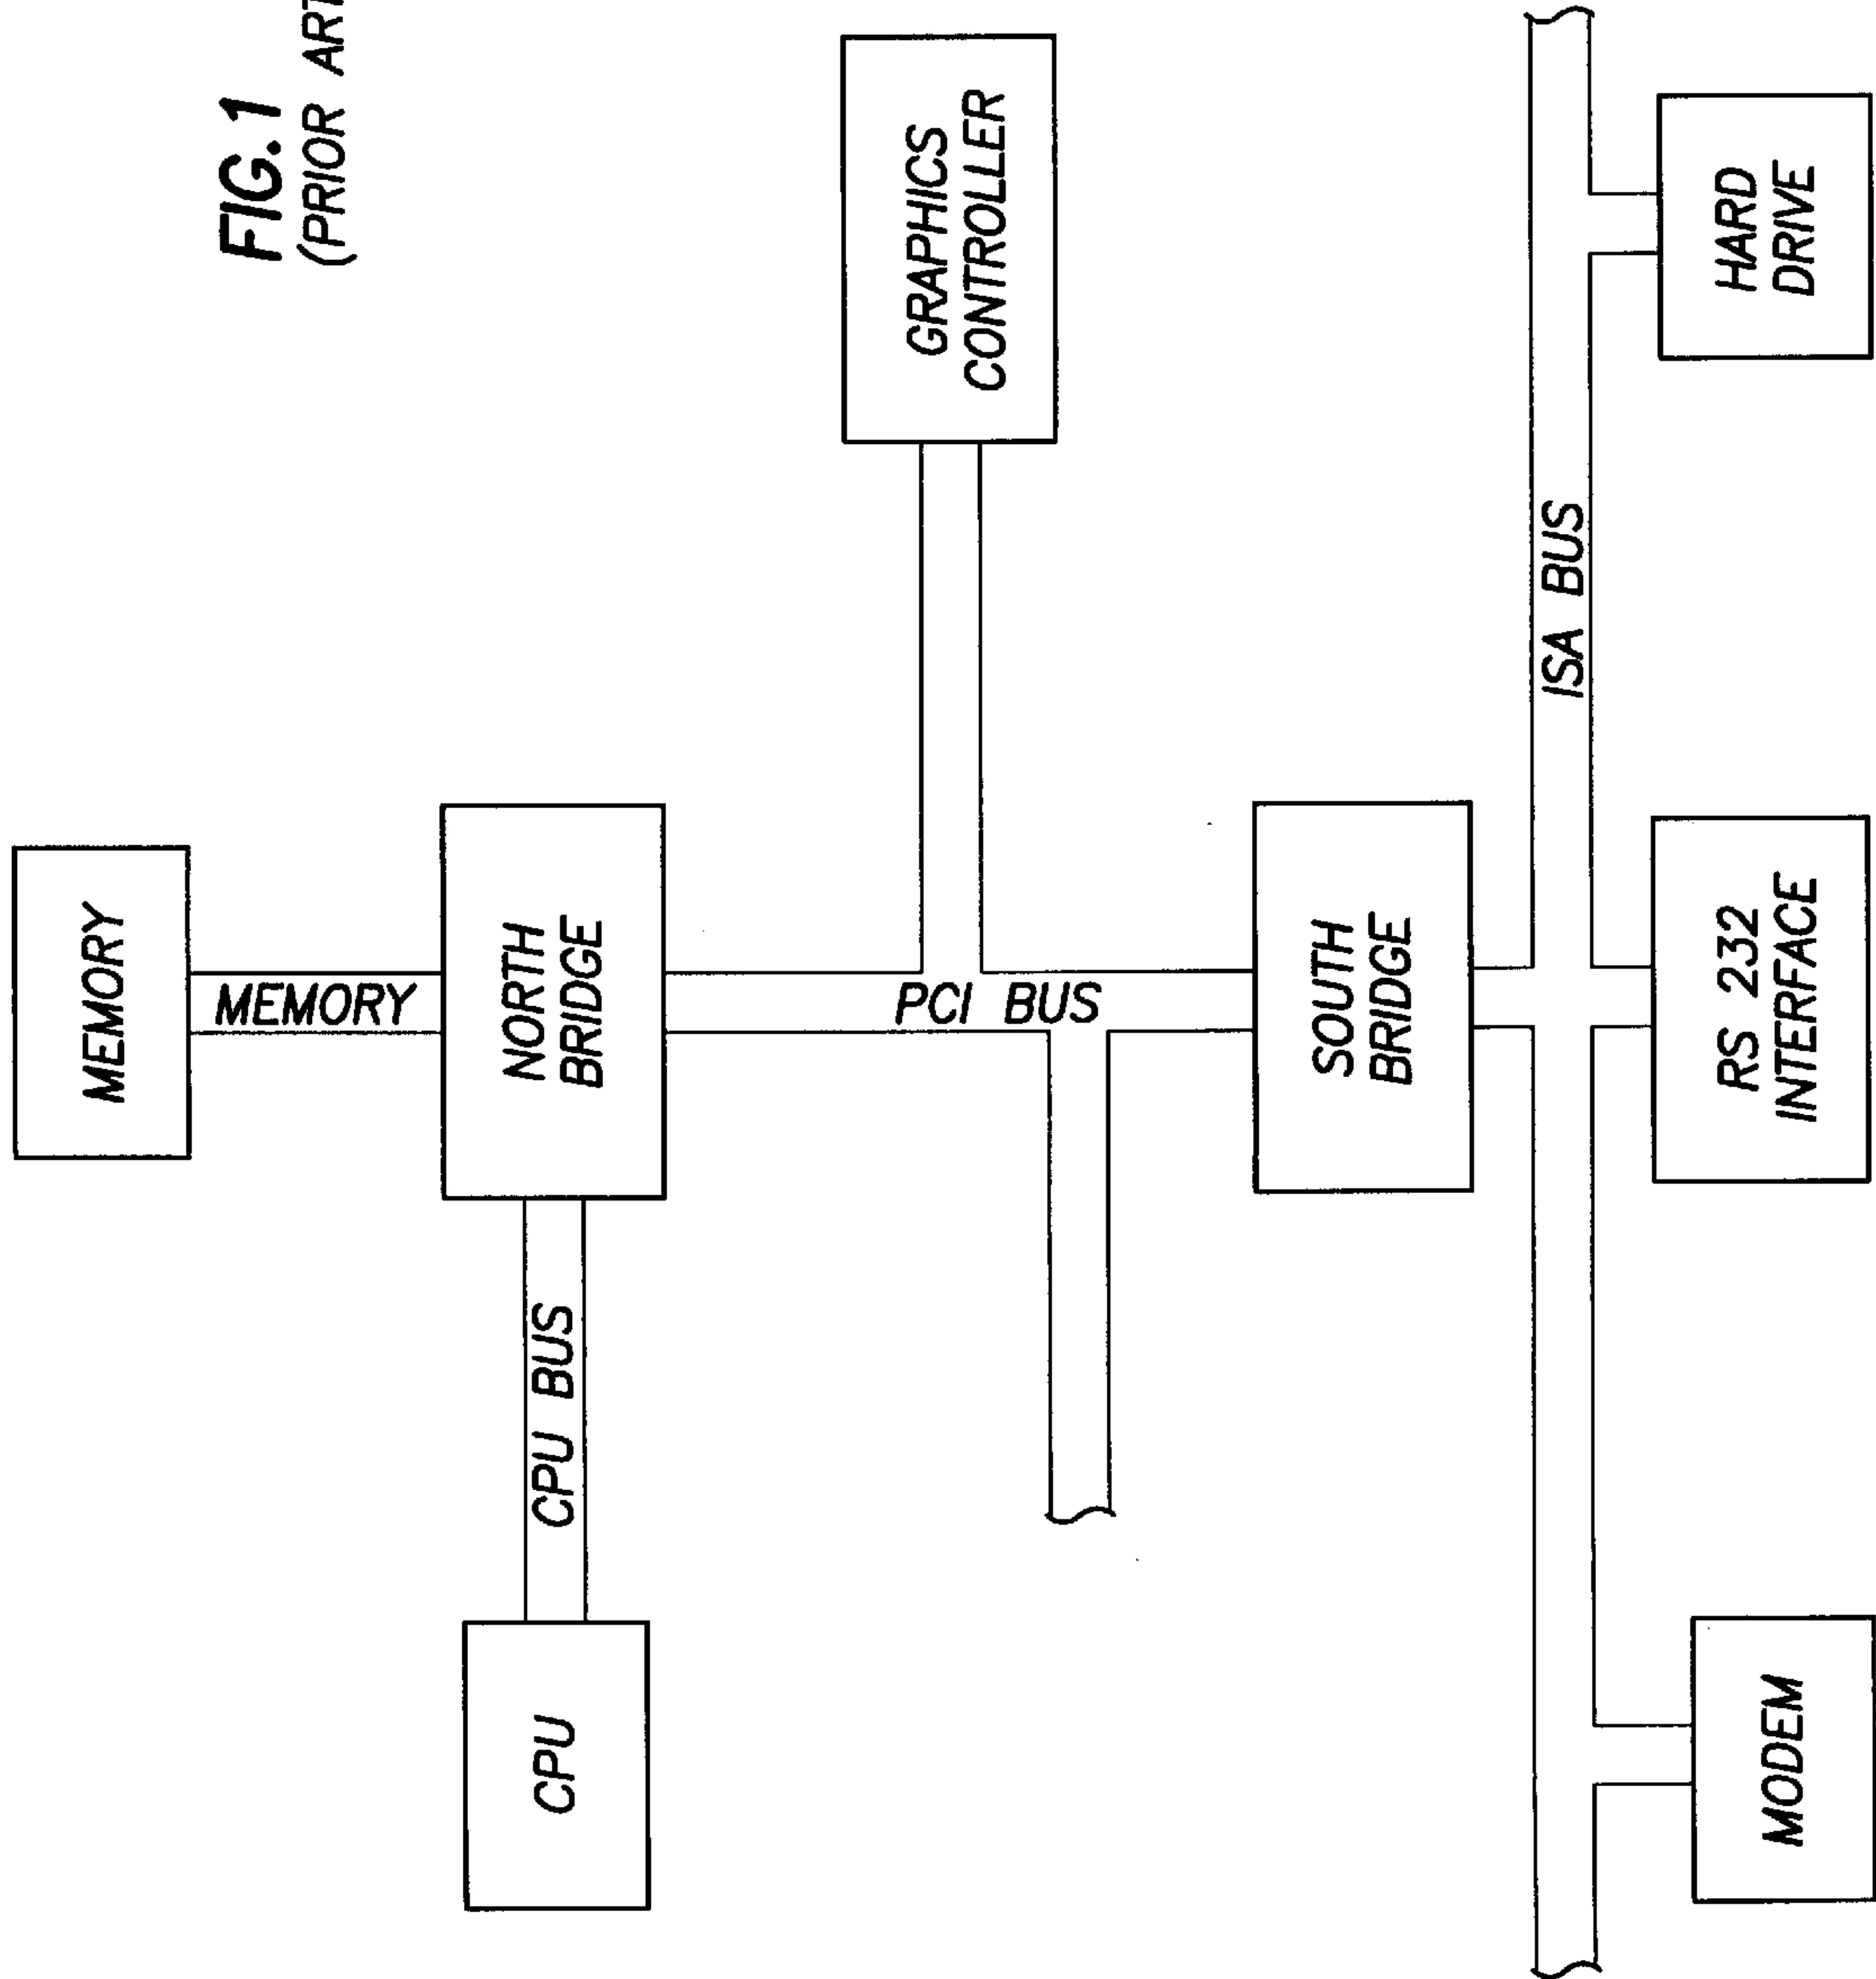 FIG.1
(PRIOR ART
MEMORY
MEMORY
CPU
CPU BUS
NORTH
BRIDGE
GRAPHICS
CONTROLLER
PCI BUS
SOUTH
BRIDGE
ISA BUS
MODEM
RS 232
INTERFACE
HARD
DRIVE